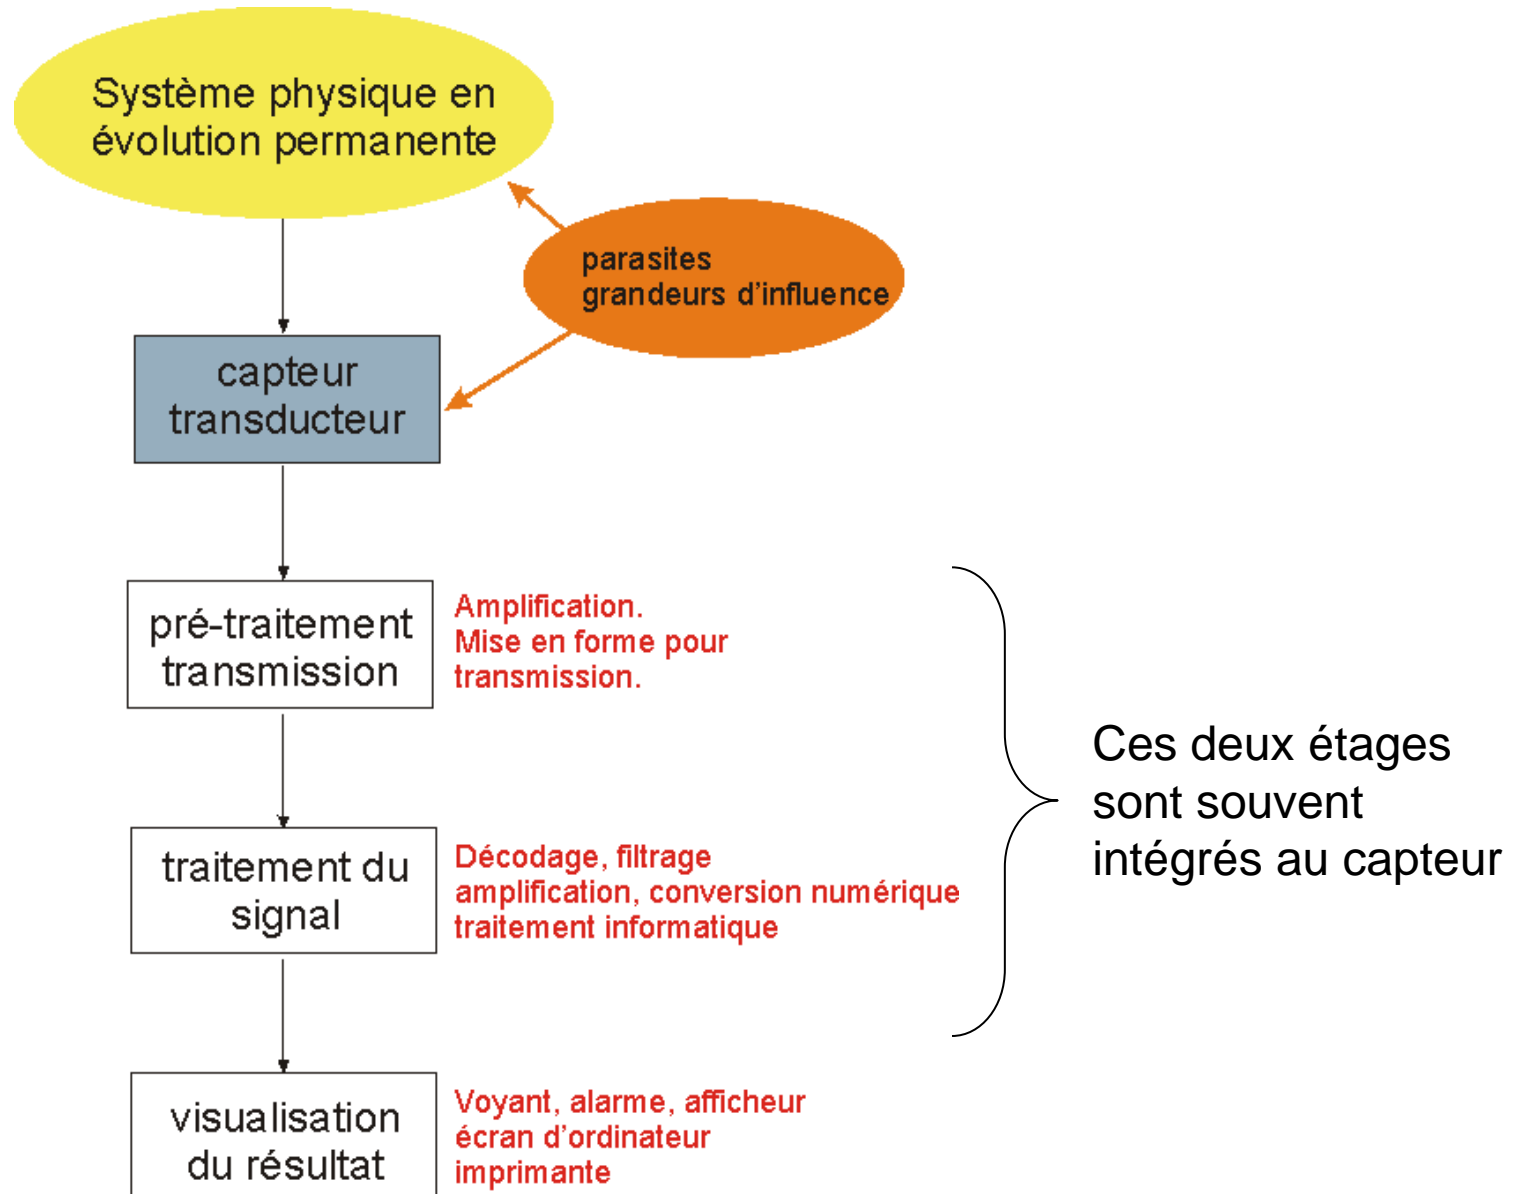 Système physique en
évolution permanente
parasites
grandeurs d'influence
capteur
transducteur
pré-traitement
transmission
Amplification.
Mise en forme pour
transmission.
Ces deux étages
sont souvent
intégrés au capteur
traitement du
signal
Décodage, filtrage
amplification, conversion numérique
traitement informatique
visualisation
du résultat
Voyant, alarme, afficheur
écran d'ordinateur
imprimante